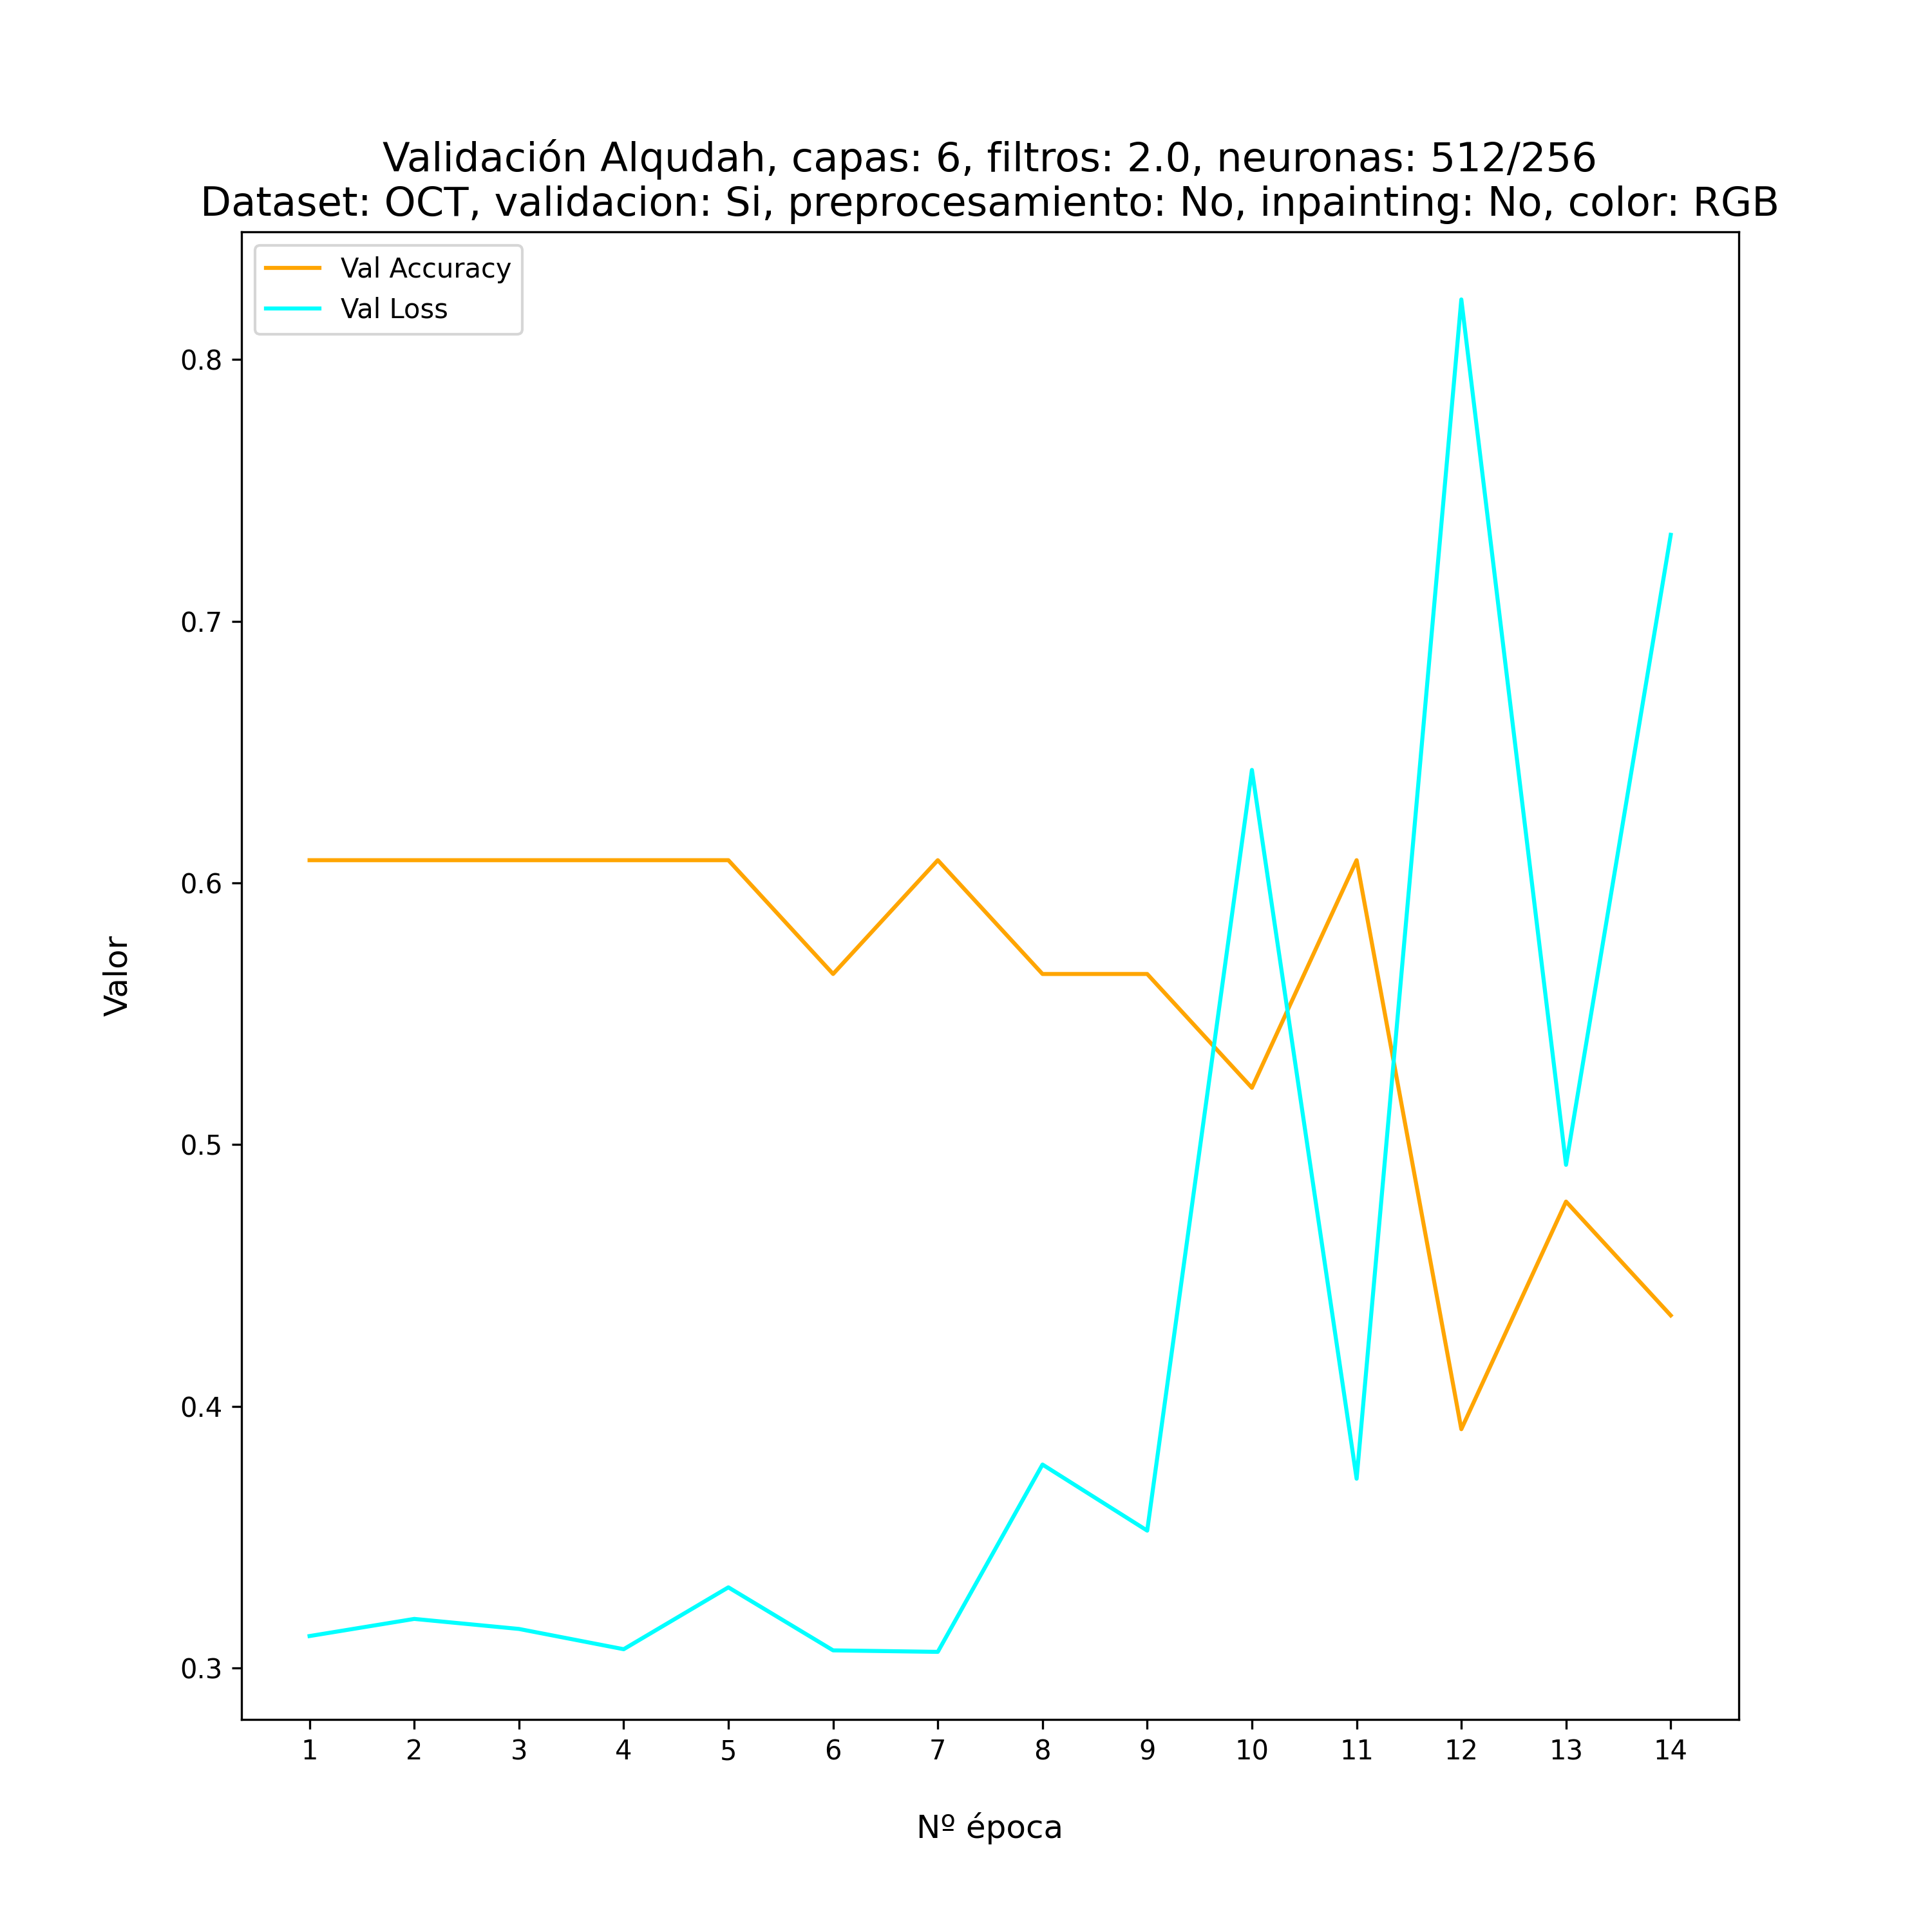 Validación Alqudah, capas: 6, filtros: 2.0, neuronas: 512/256
Dataset: OCT, validacion: Si, preprocesamiento: No, inpainting: No, color: RGB
Val Accuracy
Val Loss
0.8
0.7
0.6
0.5
0.4
0.3
Valor
1 2 3 4 5 6 7 8 9 10 11 12 13 14
Nº época